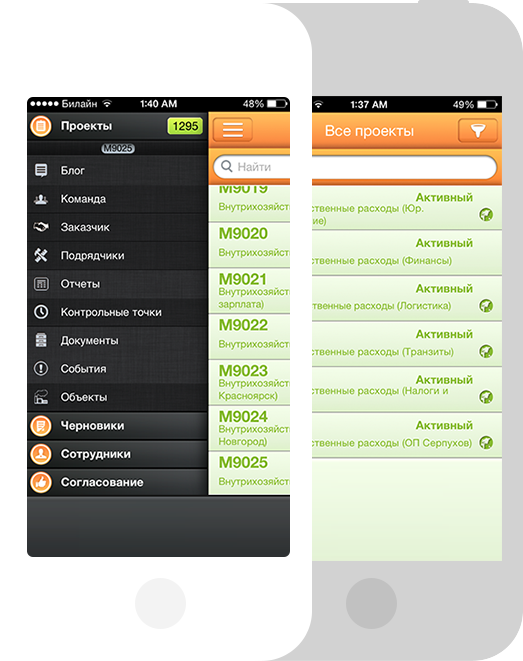 Билайн 1:40 AM 48%
Проекты 1295
M9025
Блог
Команда
Заказчик
Подрядчики
Отчеты
Контрольные точки
Документы
События
Объекты
Черновики
Сотрудники
Согласование
Найти
M9019
Внутрихозяйст
M9020
Внутрихозяйст
M9021
Внутрихозяйст
зарплата)
M9022
Внутрихозяйст
M9023
Внутрихозяйст
Красноярск)
M9024
Внутрихозяйст
Новгород)
M9025
Внутрихозяйст
1:37 AM 49%
Все проекты
Активный
ственные расходы (Юр.
ие)
Активный
ственные расходы (Финансы)
Активный
ственные расходы (Логистика)
Активный
ственные расходы (Транзиты)
Активный
ственные расходы (Налоги и
Активный
ственные расходы (ОП Серпухов)